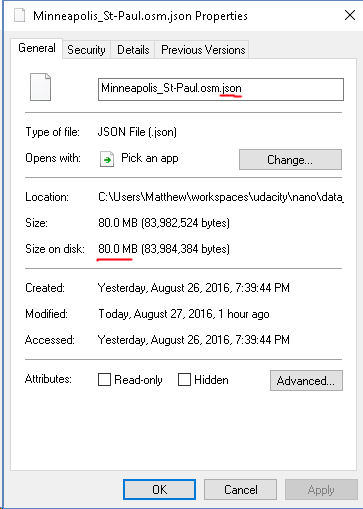 Minneapolis_St-Paul.osm.json Properties
General Security Details Previous Versions
Minneapolis_St-Paul.osm.json
Type of file: JSON File (.json)
Opens with: Pick an app Change...
Location: C:\Users\Matthew\workspaces\udacity\nano\data_
Size: 80.0 MB (83,982,524 bytes)
Size on disk: 80.0 MB (83,984,384 bytes)
Created: Yesterday, August 26, 2016, 7:39:44 PM
Modified: Today, August 27, 2016, 1 hour ago
Accessed: Yesterday, August 26, 2016, 7:39:44 PM
Attributes: Read-only Hidden Advanced...
OK Cancel Apply